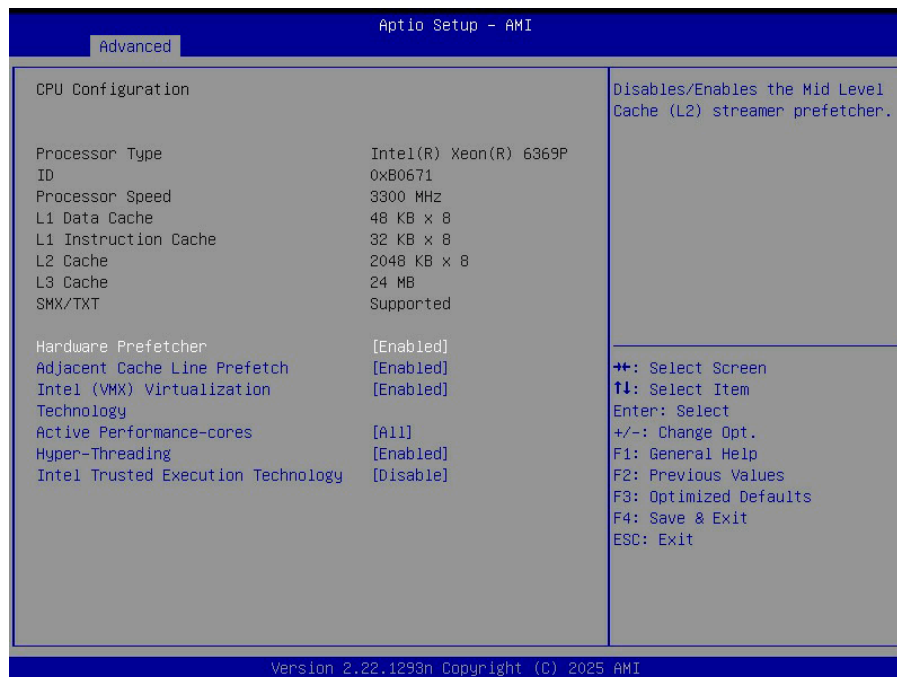 Aptio Setup – AMI
Advanced
CPU Configuration
Processor Type Intel(R) Xeon(R) 6369P
ID 0xB0671
Processor Speed 3300 MHz
L1 Data Cache 48 KB x 8
L1 Instruction Cache 32 KB x 8
L2 Cache 2048 KB x 8
L3 Cache 24 MB
SMX/TXT Supported
Hardware Prefetcher [Enabled]
Adjacent Cache Line Prefetch [Enabled]
Intel (VMX) Virtualization [Enabled]
Technology
Active Performance-cores [All]
Hyper-Threading [Enabled]
Intel Trusted Execution Technology [Disable]
Disables/Enables the Mid Level
Cache (L2) streamer prefetcher.
→←: Select Screen
↑↓: Select Item
Enter: Select
+/-: Change Opt.
F1: General Help
F2: Previous Values
F3: Optimized Defaults
F4: Save & Exit
ESC: Exit
Version 2.22.1293n Copyright (C) 2025 AMI